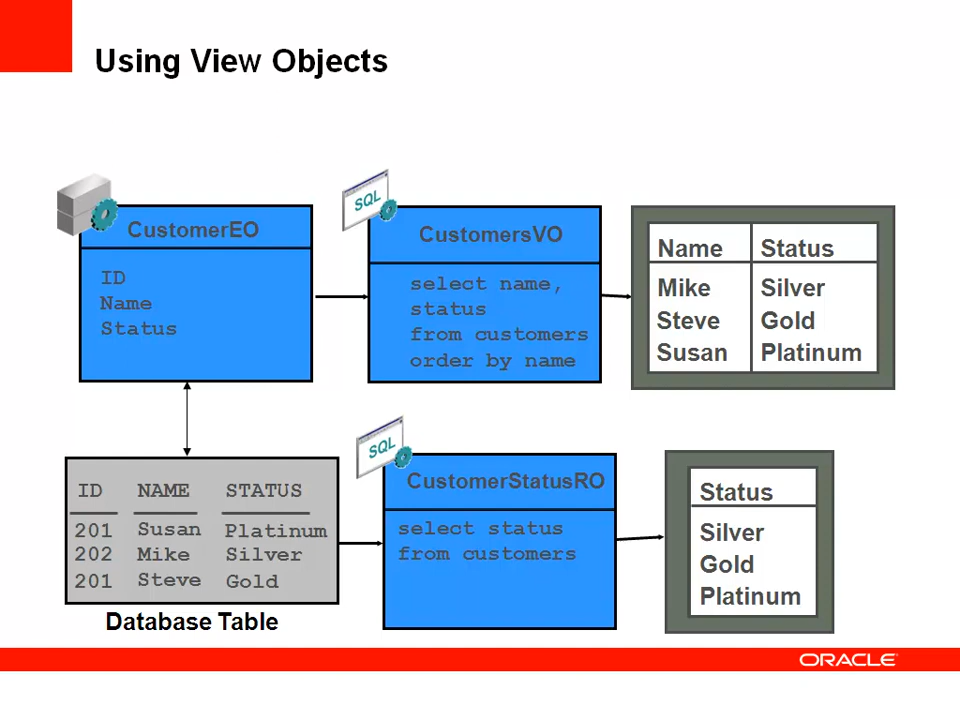 Using View Objects
CustomerEO
ID
Name
Status
SQL
CustomersVO
select name,
status
from customers
order by name
Name Status
Mike Silver
Steve Gold
Susan Platinum
ID NAME STATUS
201 Susan Platinum
202 Mike Silver
201 Steve Gold
Database Table
SQL
CustomerStatusRO
select status
from customers
Status
Silver
Gold
Platinum
ORACLE